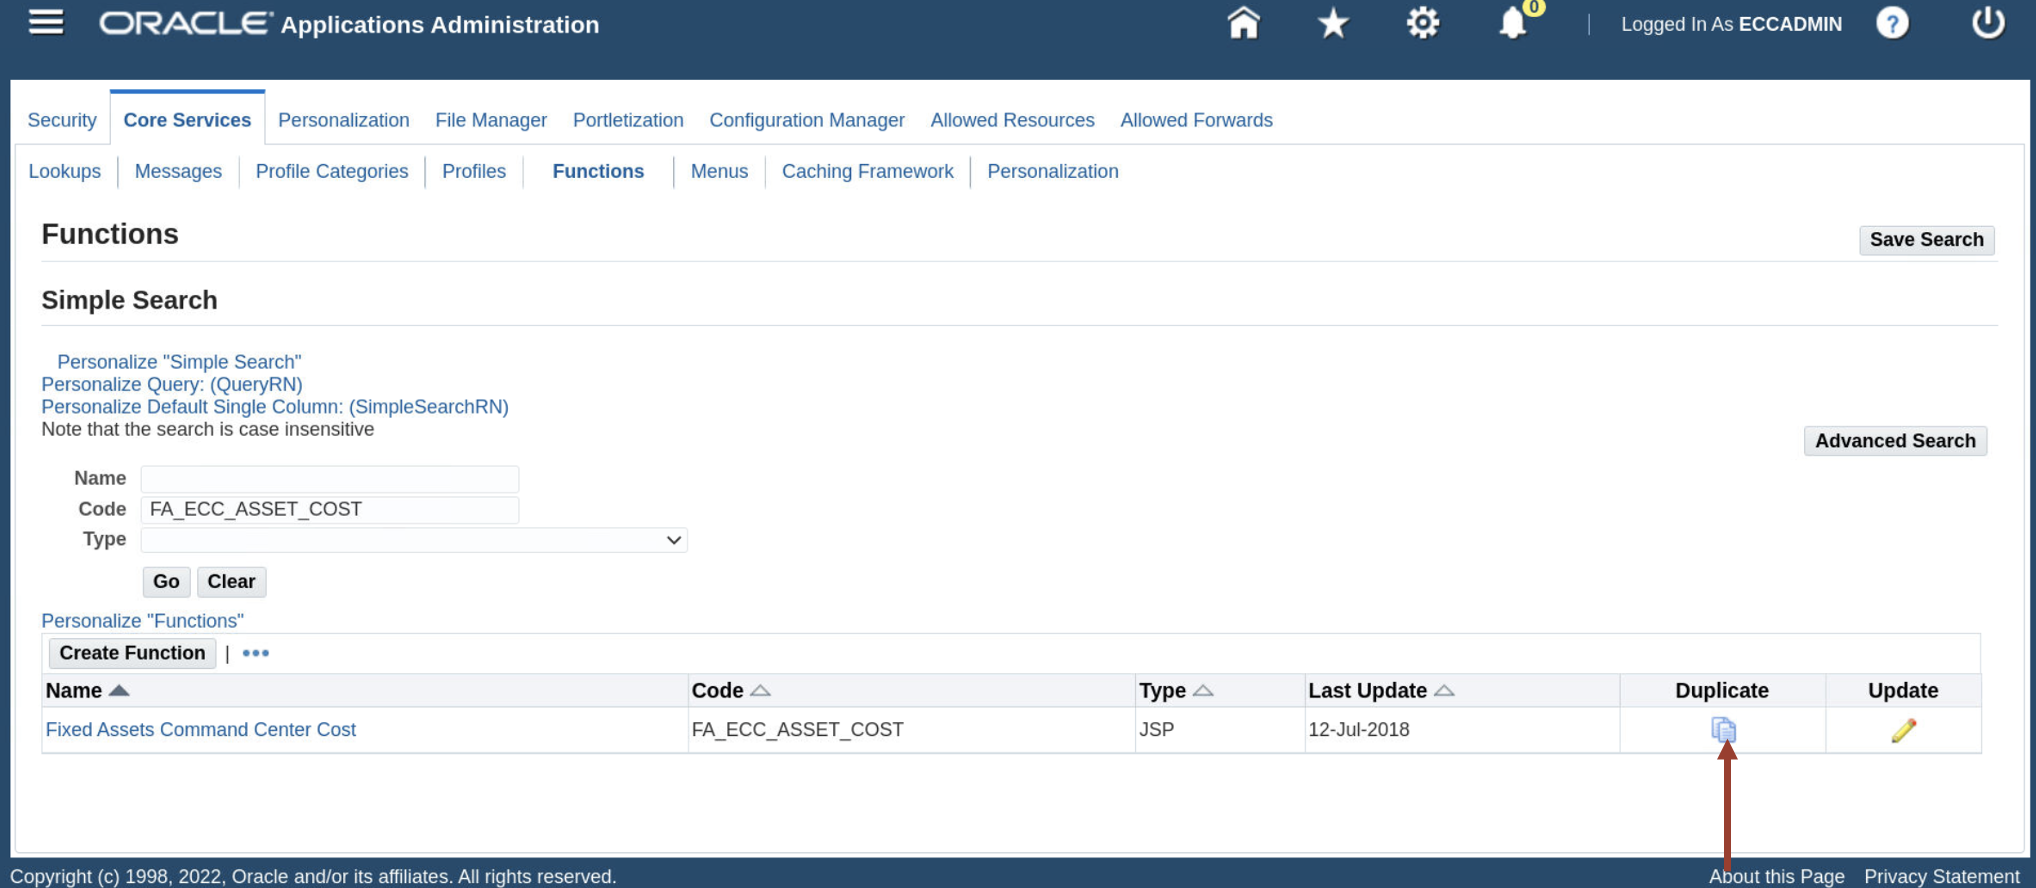 ORACLE® Applications Administration
0
Logged In As ECCADMIN
?
Security Core Services Personalization File Manager Portletization Configuration Manager Allowed Resources Allowed Forwards
Lookups Messages Profile Categories Profiles Functions Menus Caching Framework Personalization
Functions
Save Search
Simple Search
Personalize "Simple Search"
Personalize Query: (QueryRN)
Personalize Default Single Column: (SimpleSearchRN)
Note that the search is case insensitive
Advanced Search
Name
Code FA_ECC_ASSET_COST
Type
Go Clear
Personalize "Functions"
Create Function | •••
Name Code Type Last Update Duplicate Update
Fixed Assets Command Center Cost FA_ECC_ASSET_COST JSP 12-Jul-2018
Copyright (c) 1998, 2022, Oracle and/or its affiliates. All rights reserved. About this Page Privacy Statement